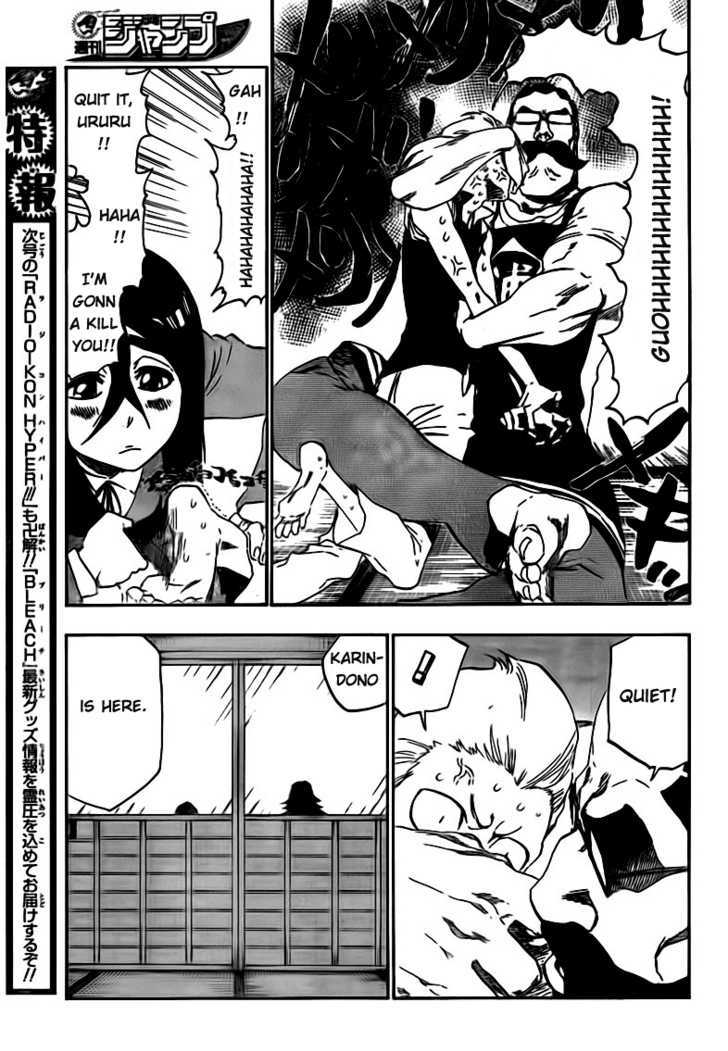 週刊
少年
ジャンプ
GUOHHHHHHHHHHHHH!
GAH
!!
HAHAHAHAHAHA!!
QUIT IT,
URURU
!!
HAHA
!!
I'M
GONN
A KILL
YOU!!
QUIET!
!
KARIN-
DONO
IS HERE.
特報
次号の「RADIO!KON HYPER!!!」も卍解!!「BLEACH」最新グッズ情報を霊圧を込めてお届けするぞ!!